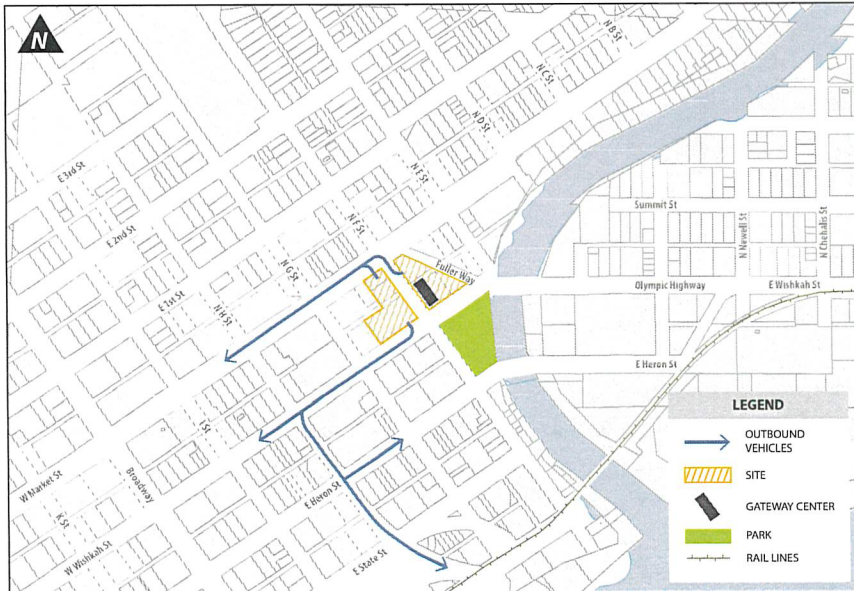 N
N B St
N C St
N D St
N E St
N F St
N G St
N H St
I St
Broadway
K St
E 3rd St
E 2nd St
E 1st St
W Market St
W Wishkah St
E Heron St
E State St
Fuller Way
Summit St
N Newell St
N Chehalis St
Olympic Highway
E Wishkah St
E Heron St
LEGEND
OUTBOUND
VEHICLES
SITE
GATEWAY CENTER
PARK
RAIL LINES